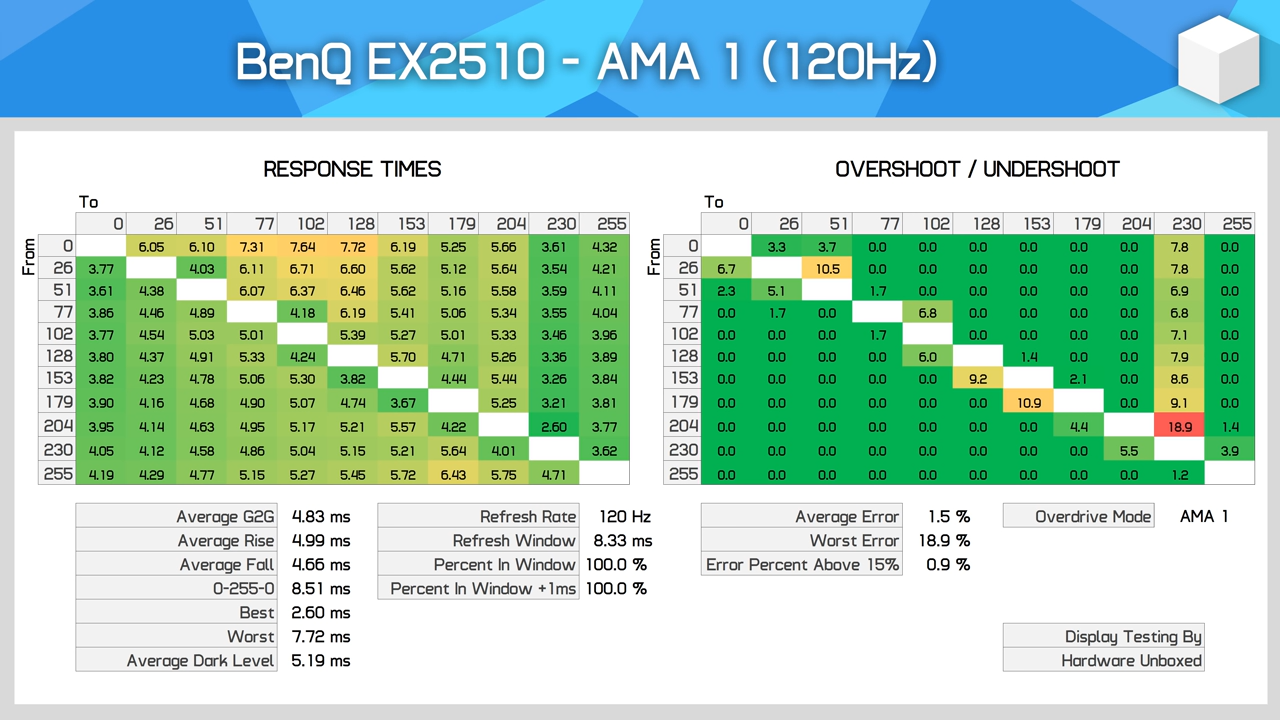 BenQ EX2510 - AMA 1 (120Hz)
RESPONSE TIMES
To
From
0 26 51 77 102 128 153 179 204 230 255
0 6.05 6.10 7.31 7.64 7.72 6.19 5.25 5.66 3.61 4.32
26 3.77 4.03 6.11 6.71 6.60 5.62 5.12 5.64 3.54 4.21
51 3.61 4.38 6.07 6.37 6.46 5.62 5.16 5.58 3.59 4.11
77 3.86 4.46 4.89 4.18 6.19 5.41 5.06 5.34 3.55 4.04
102 3.77 4.54 5.03 5.01 5.39 5.27 5.01 5.33 3.46 3.96
128 3.80 4.37 4.91 5.33 4.24 5.70 4.71 5.26 3.36 3.89
153 3.82 4.23 4.78 5.06 5.30 3.82 4.44 5.44 3.26 3.84
179 3.90 4.16 4.68 4.90 5.07 4.74 3.67 5.25 3.21 3.81
204 3.95 4.14 4.63 4.95 5.17 5.21 5.57 4.22 2.60 3.77
230 4.05 4.12 4.58 4.86 5.04 5.15 5.21 5.64 4.01 3.62
255 4.19 4.29 4.77 5.15 5.27 5.45 5.72 6.43 5.75 4.71
OVERSHOOT / UNDERSHOOT
To
From
0 26 51 77 102 128 153 179 204 230 255
0 3.3 3.7 0.0 0.0 0.0 0.0 0.0 0.0 7.8 0.0
26 6.7 10.5 0.0 0.0 0.0 0.0 0.0 0.0 7.8 0.0
51 2.3 5.1 1.7 0.0 0.0 0.0 0.0 0.0 6.9 0.0
77 0.0 1.7 0.0 6.8 0.0 0.0 0.0 0.0 6.8 0.0
102 0.0 0.0 0.0 1.7 0.0 0.0 0.0 0.0 7.1 0.0
128 0.0 0.0 0.0 0.0 6.0 1.4 0.0 0.0 7.9 0.0
153 0.0 0.0 0.0 0.0 0.0 9.2 2.1 0.0 8.6 0.0
179 0.0 0.0 0.0 0.0 0.0 0.0 10.9 0.0 9.1 0.0
204 0.0 0.0 0.0 0.0 0.0 0.0 0.0 4.4 18.9 1.4
230 0.0 0.0 0.0 0.0 0.0 0.0 0.0 0.0 5.5 3.9
255 0.0 0.0 0.0 0.0 0.0 0.0 0.0 0.0 0.0 1.2
Average G2G 4.83 ms
Average Rise 4.99 ms
Average Fall 4.66 ms
0-255-0 8.51 ms
Best 2.60 ms
Worst 7.72 ms
Average Dark Level 5.19 ms
Refresh Rate 120 Hz
Refresh Window 8.33 ms
Percent In Window 100.0 %
Percent In Window +1ms 100.0 %
Average Error 1.5 %
Worst Error 18.9 %
Error Percent Above 15% 0.9 %
Overdrive Mode AMA 1
Display Testing By
Hardware Unboxed